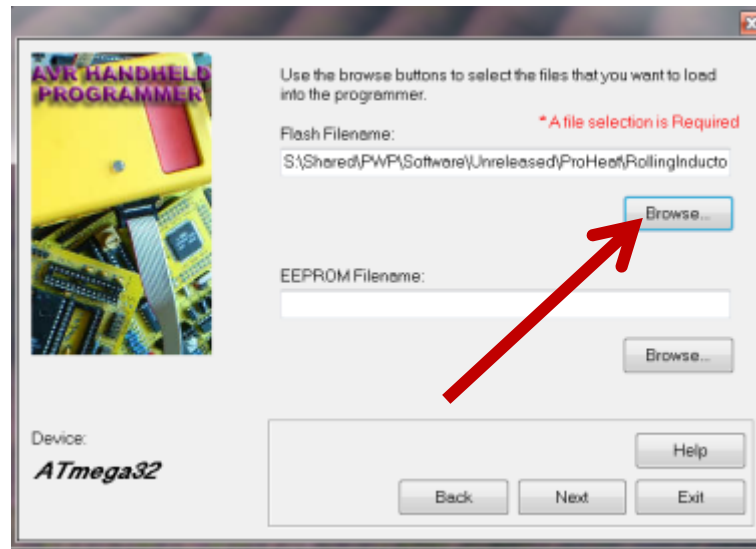 AVR HANDHELD
PROGRAMMER
Use the browse buttons to select the files that you want to load
into the programmer.
* A file selection is Required
Flash Filename:
S:\Shared\PWP\Software\Unreleased\ProHeat\RollingInducto
Browse...
EEPROM Filename:
Browse...
Device:
ATmega32
Help
Back Next Exit